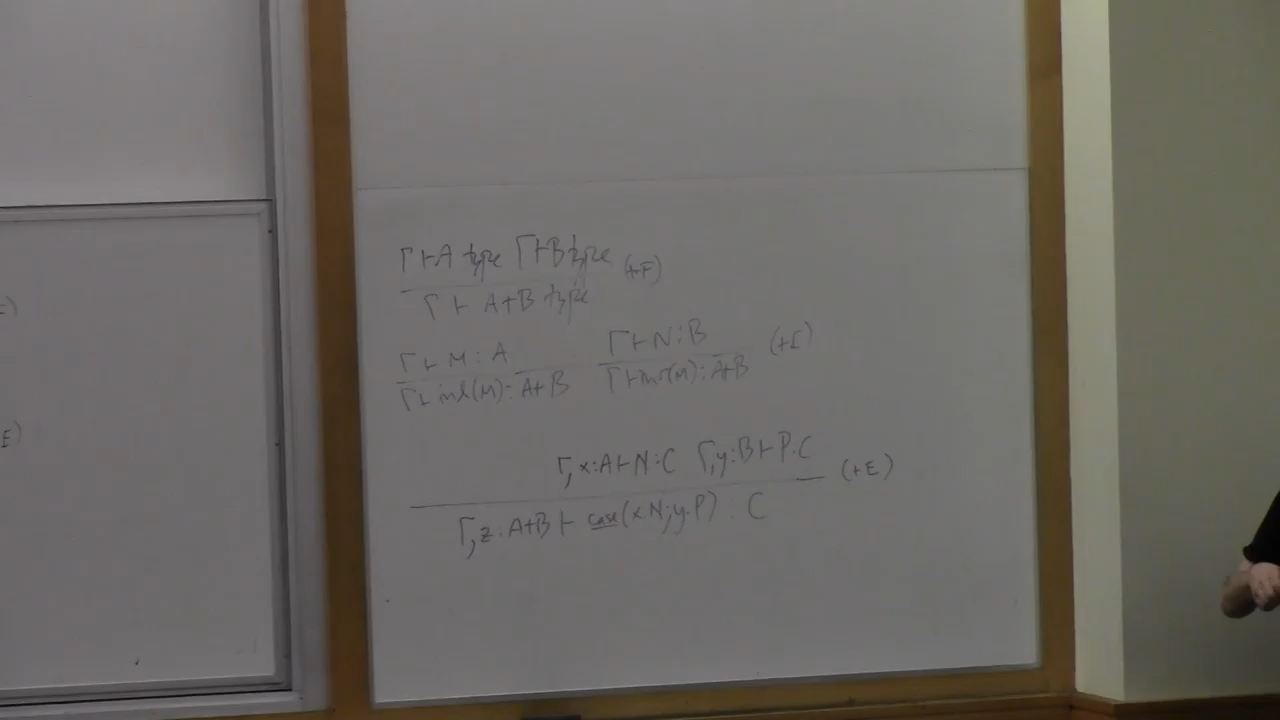 Γ⊢A type Γ⊢B type (+F)
Γ ⊢ A+B type
Γ ⊢ M : A Γ⊢N:B (+I)
Γ⊢ inl(M): A+B Γ⊢inr(M): A+B
Γ, x:A⊢N:C Γ, y:B⊢P:C (+E)
Γ, z:A+B⊢ case(x.N; y.P) : C
E)